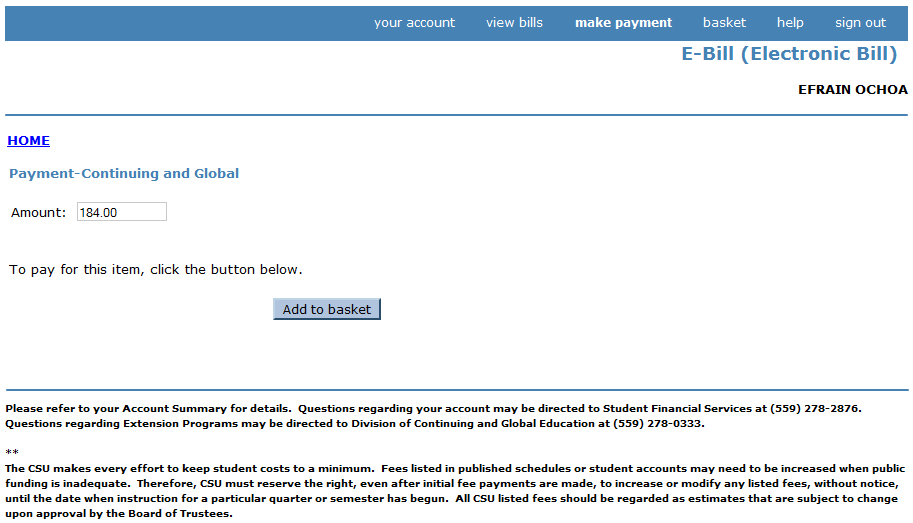 your account view bills make payment basket help sign out
E-Bill (Electronic Bill)
EFRAIN OCHOA
HOME
Payment-Continuing and Global
Amount: 184.00
To pay for this item, click the button below.
Add to basket
Please refer to your Account Summary for details. Questions regarding your account may be directed to Student Financial Services at (559) 278-2876.
Questions regarding Extension Programs may be directed to Division of Continuing and Global Education at (559) 278-0333.
**
The CSU makes every effort to keep student costs to a minimum. Fees listed in published schedules or student accounts may need to be increased when public
funding is inadequate. Therefore, CSU must reserve the right, even after initial fee payments are made, to increase or modify any listed fees, without notice,
until the date when instruction for a particular quarter or semester has begun. All CSU listed fees should be regarded as estimates that are subject to change
upon approval by the Board of Trustees.